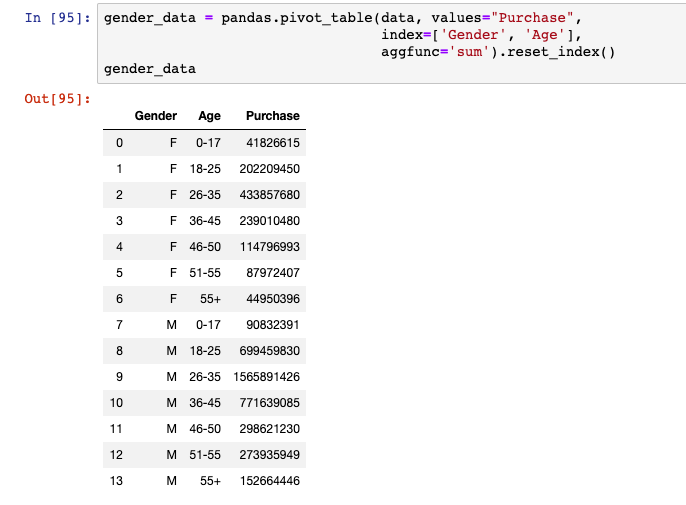 In [95]: gender_data = pandas.pivot_table(data, values="Purchase",
index=['Gender', 'Age'],
aggfunc='sum').reset_index()
gender_data
Out[95]:
Gender Age Purchase
0 F 0-17 41826615
1 F 18-25 202209450
2 F 26-35 433857680
3 F 36-45 239010480
4 F 46-50 114796993
5 F 51-55 87972407
6 F 55+ 44950396
7 M 0-17 90832391
8 M 18-25 699459830
9 M 26-35 1565891426
10 M 36-45 771639085
11 M 46-50 298621230
12 M 51-55 273935949
13 M 55+ 152664446